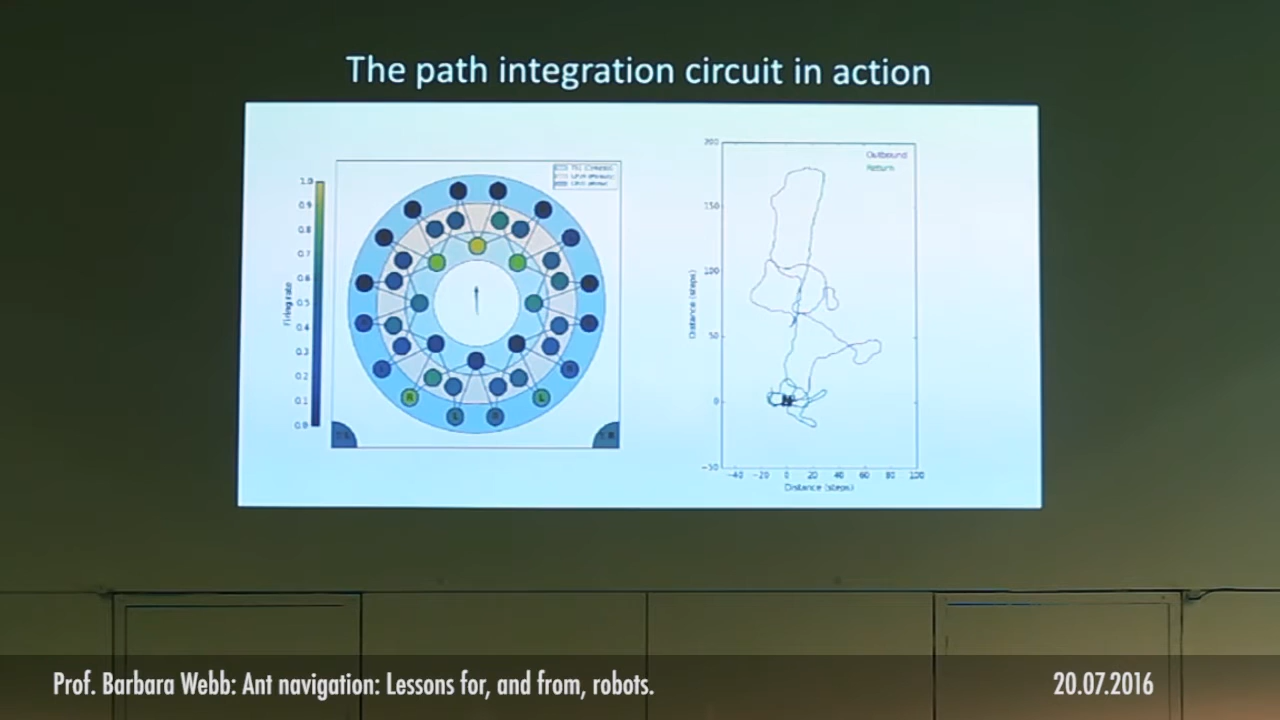 The path integration circuit in action
1.0
0.9
0.8
0.7
0.6
0.5
0.4
0.3
0.2
0.1
0.0
Firing rate
R
L
R
L
200
150
100
50
0
−50
Distance (steps)
Outbound
Return
−40 −20 0 20 40 60 80 100
Distance (steps)
N
Prof. Barbara Webb: Ant navigation: Lessons for, and from, robots.
20.07.2016